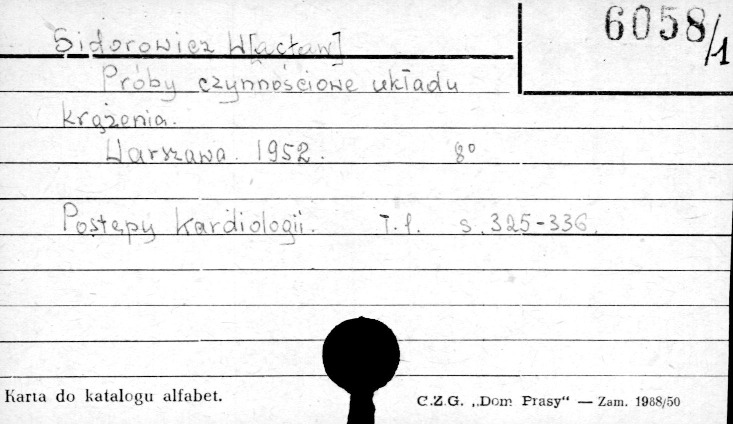 6058/1
Sidorowicz W[acław]
Próby czynnościowe układu
krążenia.
Warszawa. 1952. 8°
Postępy Kardiologii. T.1. s. 325-336.
Karta do katalogu alfabet. C.Z.G. „Dom Prasy“ — Zam. 1988/50